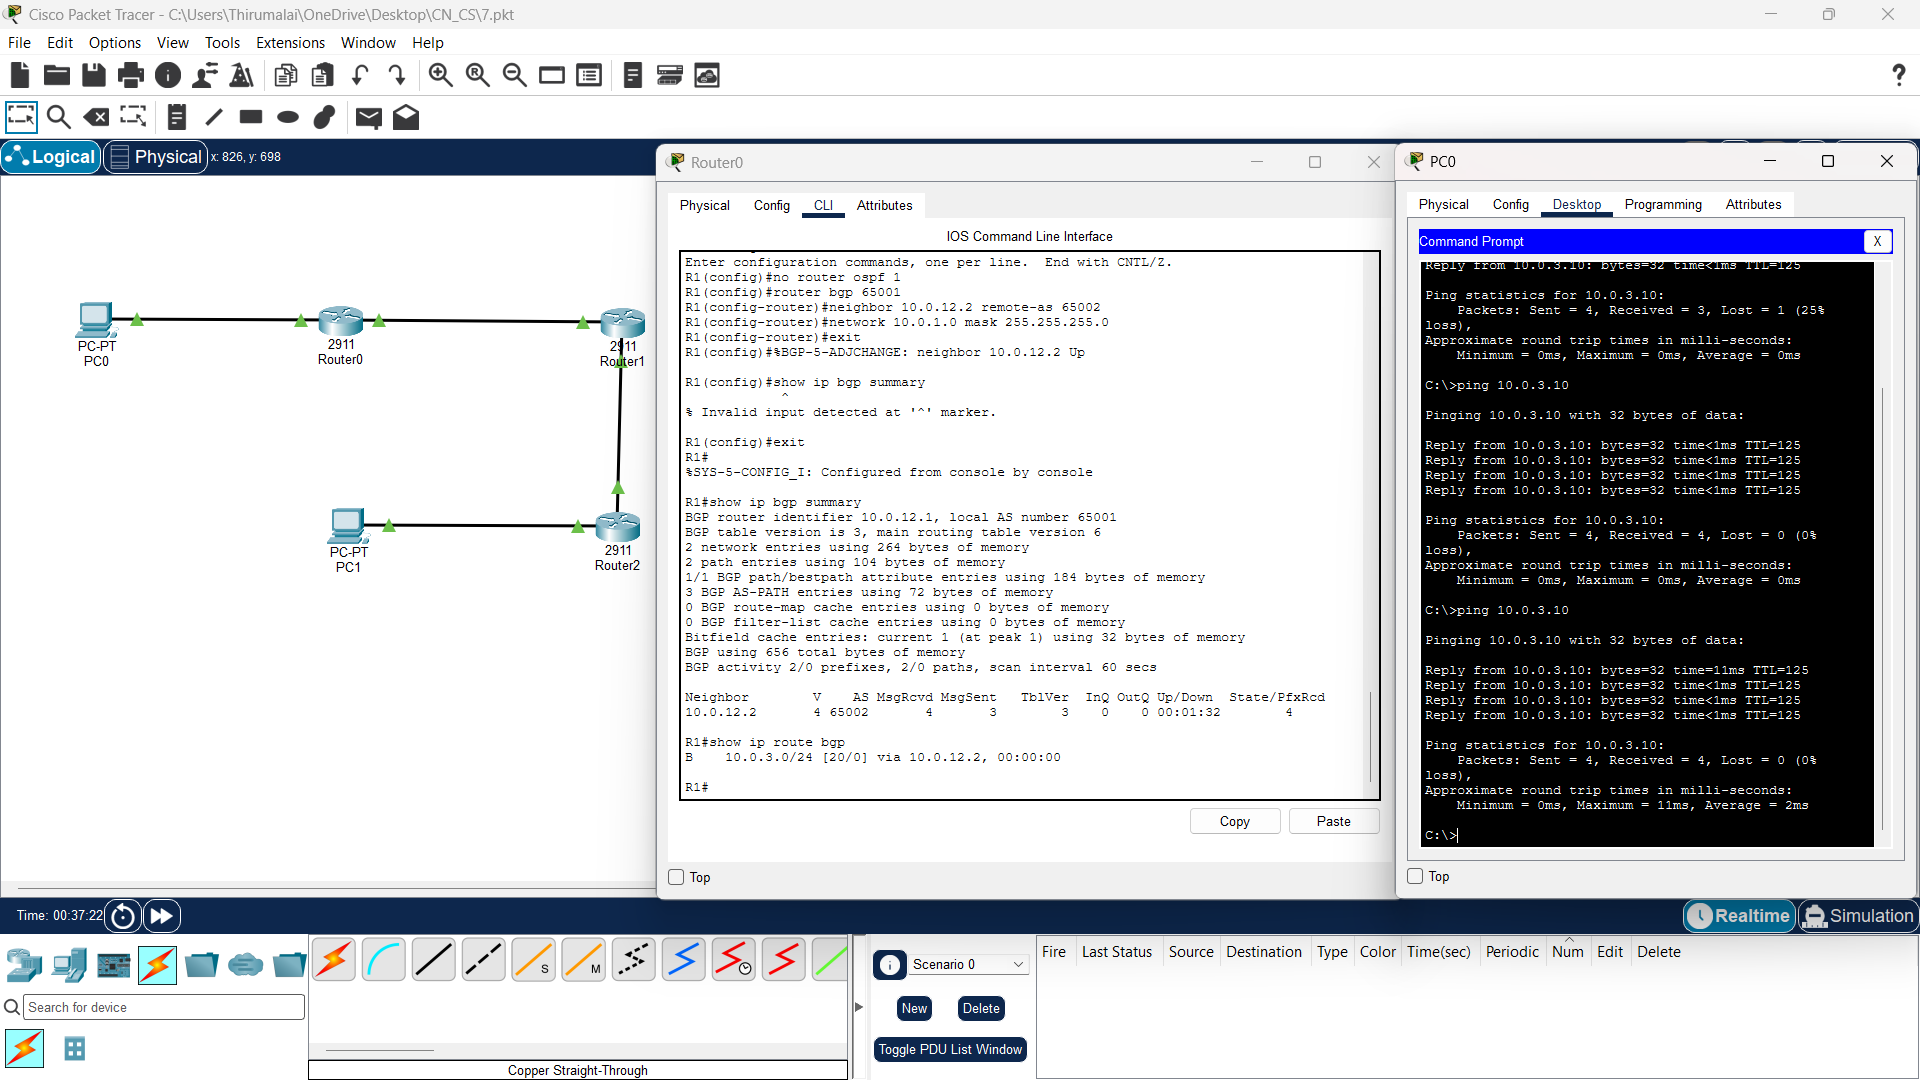 Cisco Packet Tracer - C:\Users\Thirumalai\OneDrive\Desktop\CN_CS\7.pkt
File Edit Options View Tools Extensions Window Help
Logical Physical x: 826, y: 698
PC-PT
PC0
2911
Router0
2911
Router1
PC-PT
PC1
2911
Router2
Router0
Physical Config CLI Attributes
IOS Command Line Interface
Enter configuration commands, one per line.  End with CNTL/Z.
R1(config)#no router ospf 1
R1(config)#router bgp 65001
R1(config-router)#neighbor 10.0.12.2 remote-as 65002
R1(config-router)#network 10.0.1.0 mask 255.255.255.0
R1(config-router)#exit
R1(config)#%BGP-5-ADJCHANGE: neighbor 10.0.12.2 Up
R1(config)#show ip bgp summary
^
% Invalid input detected at '^' marker.
R1(config)#exit
R1#
%SYS-5-CONFIG_I: Configured from console by console
R1#show ip bgp summary
BGP router identifier 10.0.12.1, local AS number 65001
BGP table version is 3, main routing table version 6
2 network entries using 264 bytes of memory
2 path entries using 104 bytes of memory
1/1 BGP path/bestpath attribute entries using 184 bytes of memory
3 BGP AS-PATH entries using 72 bytes of memory
0 BGP route-map cache entries using 0 bytes of memory
0 BGP filter-list cache entries using 0 bytes of memory
Bitfield cache entries: current 1 (at peak 1) using 32 bytes of memory
BGP using 656 total bytes of memory
BGP activity 2/0 prefixes, 2/0 paths, scan interval 60 secs
Neighbor        V    AS MsgRcvd MsgSent   TblVer  InQ OutQ Up/Down  State/PfxRcd
10.0.12.2       4 65002       4       3        3    0    0 00:01:32        4
R1#show ip route bgp
B    10.0.3.0/24 [20/0] via 10.0.12.2, 00:00:00
R1#
Copy Paste
Top
PC0
Physical Config Desktop Programming Attributes
Command Prompt X
Reply from 10.0.3.10: bytes=32 time<1ms TTL=125
Ping statistics for 10.0.3.10:
Packets: Sent = 4, Received = 3, Lost = 1 (25%
loss),
Approximate round trip times in milli-seconds:
Minimum = 0ms, Maximum = 0ms, Average = 0ms
C:\>ping 10.0.3.10
Pinging 10.0.3.10 with 32 bytes of data:
Reply from 10.0.3.10: bytes=32 time<1ms TTL=125
Reply from 10.0.3.10: bytes=32 time<1ms TTL=125
Reply from 10.0.3.10: bytes=32 time<1ms TTL=125
Reply from 10.0.3.10: bytes=32 time<1ms TTL=125
Ping statistics for 10.0.3.10:
Packets: Sent = 4, Received = 4, Lost = 0 (0%
loss),
Approximate round trip times in milli-seconds:
Minimum = 0ms, Maximum = 0ms, Average = 0ms
C:\>ping 10.0.3.10
Pinging 10.0.3.10 with 32 bytes of data:
Reply from 10.0.3.10: bytes=32 time=11ms TTL=125
Reply from 10.0.3.10: bytes=32 time<1ms TTL=125
Reply from 10.0.3.10: bytes=32 time<1ms TTL=125
Reply from 10.0.3.10: bytes=32 time<1ms TTL=125
Ping statistics for 10.0.3.10:
Packets: Sent = 4, Received = 4, Lost = 0 (0%
loss),
Approximate round trip times in milli-seconds:
Minimum = 0ms, Maximum = 11ms, Average = 2ms
C:\>
Top
Time: 00:37:22
Realtime Simulation
S M
Scenario 0
Fire Last Status Source Destination Type Color Time(sec) Periodic Num Edit Delete
Search for device
New Delete
Toggle PDU List Window
Copper Straight-Through